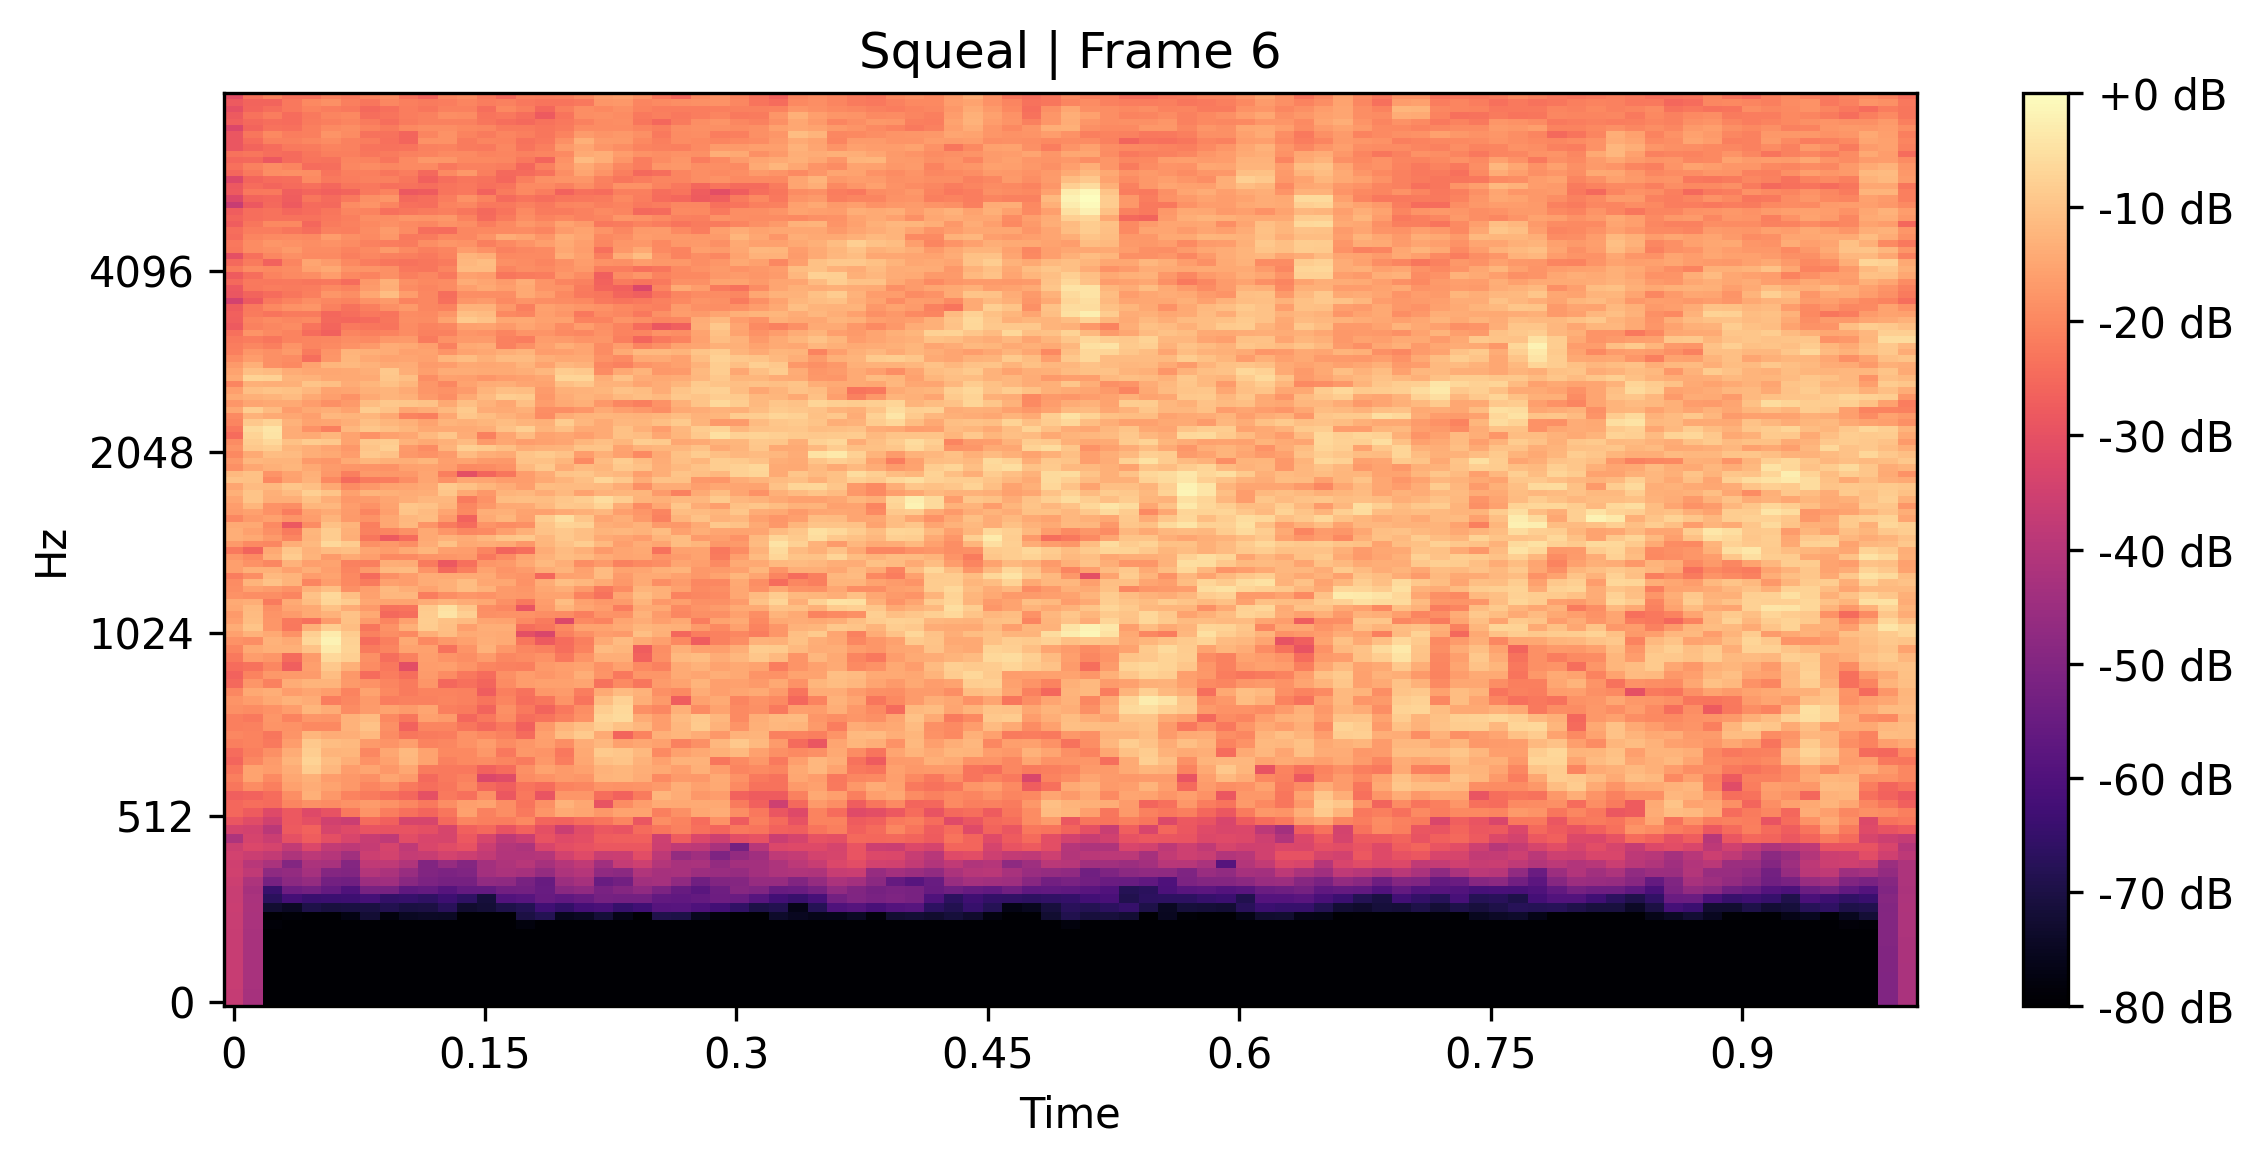 Squeal | Frame 6
Hz
4096
2048
1024
512
0
0 0.15 0.3 0.45 0.6 0.75 0.9
Time
+0 dB
-10 dB
-20 dB
-30 dB
-40 dB
-50 dB
-60 dB
-70 dB
-80 dB